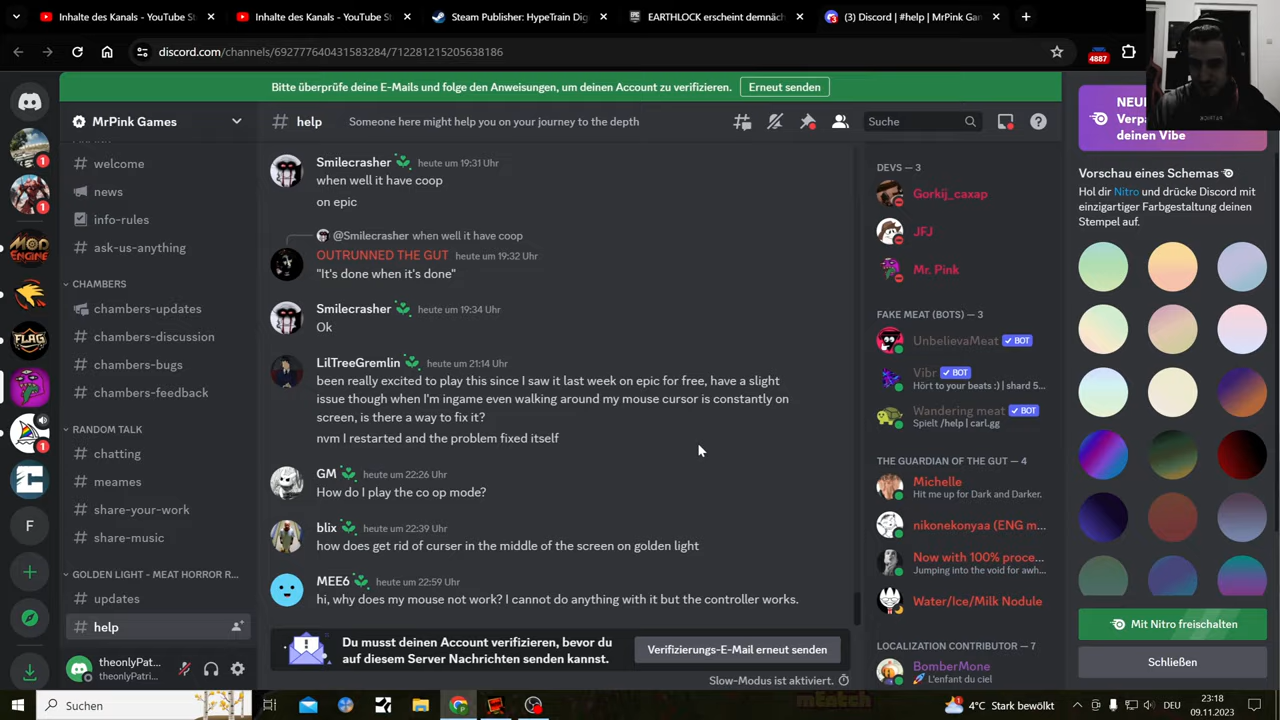 Inhalte des Kanals - YouTube St
Inhalte des Kanals - YouTube St
Steam Publisher: HypeTrain Dig
EARTHLOCK erscheint demnäch
(3) Discord | #help | MrPink Gan
discord.com/channels/692777640431583284/712281215205638186
4887
Bitte überprüfe deine E-Mails und folge den Anweisungen, um deinen Account zu verifizieren.
Erneut senden
MrPink Games
help
Someone here might help you on your journey to the depth
Suche
welcome
news
info-rules
ask-us-anything
CHAMBERS
chambers-updates
chambers-discussion
chambers-bugs
chambers-feedback
RANDOM TALK
chatting
meames
share-your-work
share-music
GOLDEN LIGHT - MEAT HORROR R...
updates
help
theonlyPat...
theonlyPatri...
1
1
FLAG
1
F
Smilecrasher heute um 19:31 Uhr
when well it have coop
on epic
@Smilecrasher when well it have coop
OUTRUNNED THE GUT heute um 19:32 Uhr
"It's done when it's done"
Smilecrasher heute um 19:34 Uhr
Ok
LilTreeGremlin heute um 21:14 Uhr
been really excited to play this since I saw it last week on epic for free, have a slight
issue though when I'm ingame even walking around my mouse cursor is constantly on
screen, is there a way to fix it?
nvm I restarted and the problem fixed itself
GM heute um 22:26 Uhr
How do I play the co op mode?
blix heute um 22:39 Uhr
how does get rid of curser in the middle of the screen on golden light
MEE6 heute um 22:59 Uhr
hi, why does my mouse not work? I cannot do anything with it but the controller works.
Du musst deinen Account verifizieren, bevor du
auf diesem Server Nachrichten senden kannst.
Verifizierungs-E-Mail erneut senden
Slow-Modus ist aktiviert.
DEVS — 3
Gorkij_caxap
JFJ
Mr. Pink
FAKE MEAT (BOTS) — 3
UnbelievaMeat BOT
Vibr BOT
Hört to your beats :) | shard 5...
Wandering meat BOT
Spielt /help | carl.gg
THE GUARDIAN OF THE GUT — 4
Michelle
Hit me up for Dark and Darker.
nikonekonyaa (ENG m...
Now with 100% proce...
Jumping into the void for awh...
Water/Ice/Milk Nodule
LOCALIZATION CONTRIBUTOR — 7
BomberMone
L'enfant du ciel
NEU
Verpa
deinen Vibe
Vorschau eines Schemas
Hol dir Nitro und drücke Discord mit
einzigartiger Farbgestaltung deinen
Stempel auf.
Mit Nitro freischalten
Schließen
Suchen
4°C Stark bewölkt
DEU
23:18
09.11.2023